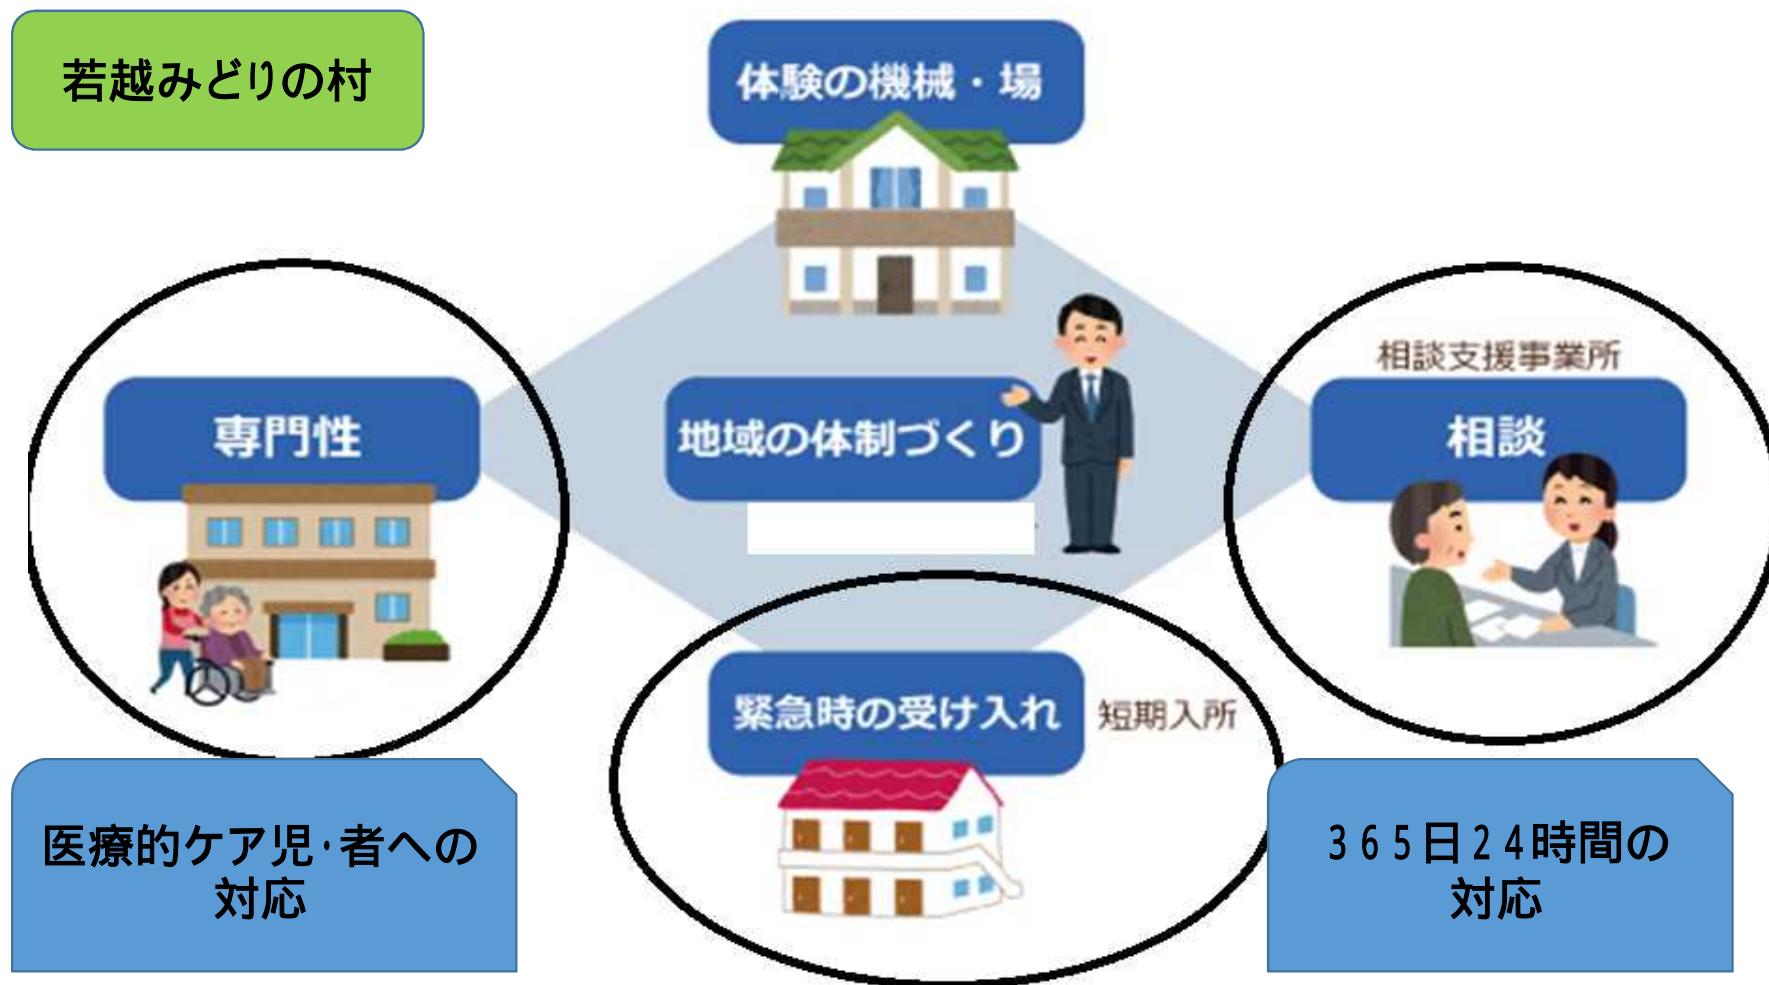 若越みどりの村
体験の機械・場
専門性
地域の体制づくり
相談支援事業所
相談
緊急時の受け入れ
短期入所
医療的ケア児・者への
対応
３６５日２４時間の
対応